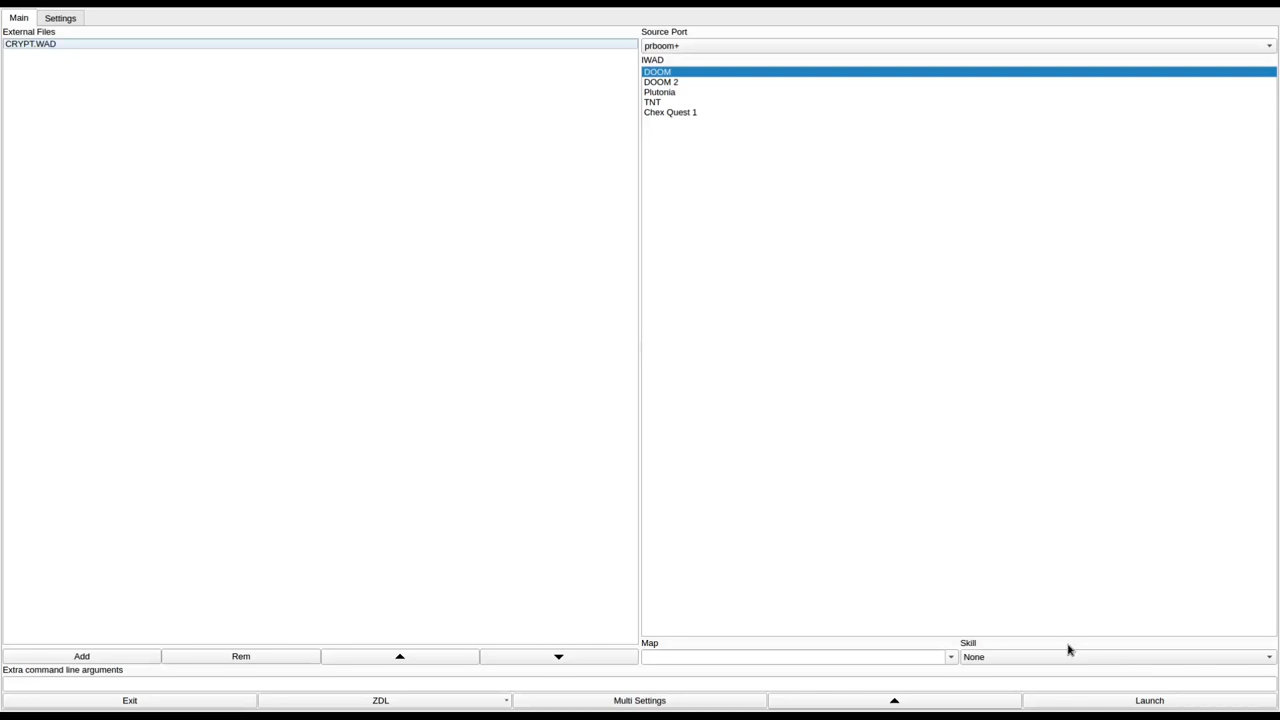 Main Settings
External Files
CRYPT.WAD
Source Port
prboom+
IWAD
DOOM
DOOM 2
Plutonia
TNT
Chex Quest 1
Map
Skill
None
Add
Rem
Extra command line arguments
Exit
ZDL
Multi Settings
Launch